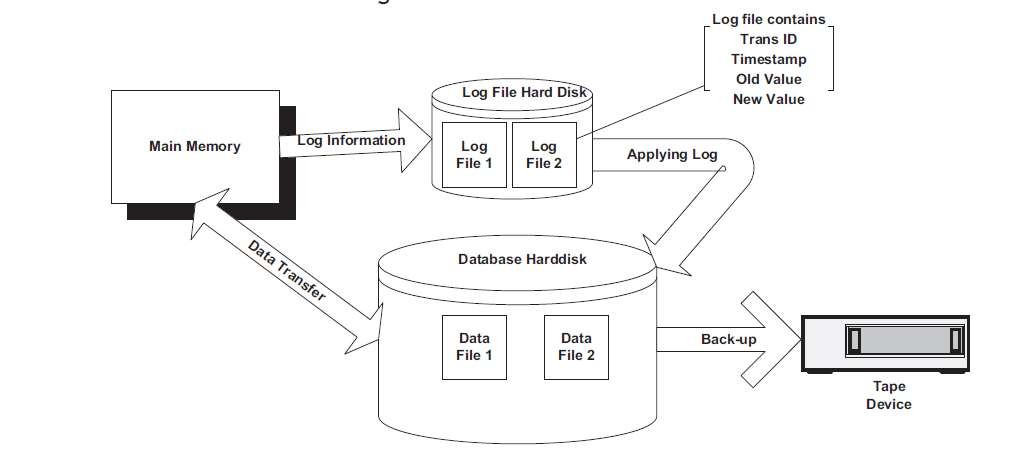 Log file contains
Trans ID
Timestamp
Old Value
New Value
Log File Hard Disk
Main Memory
Log Information
Log
File 1
Log
File 2
Applying Log
Data Transfer
Database Harddisk
Data
File 1
Data
File 2
Back-up
Tape
Device